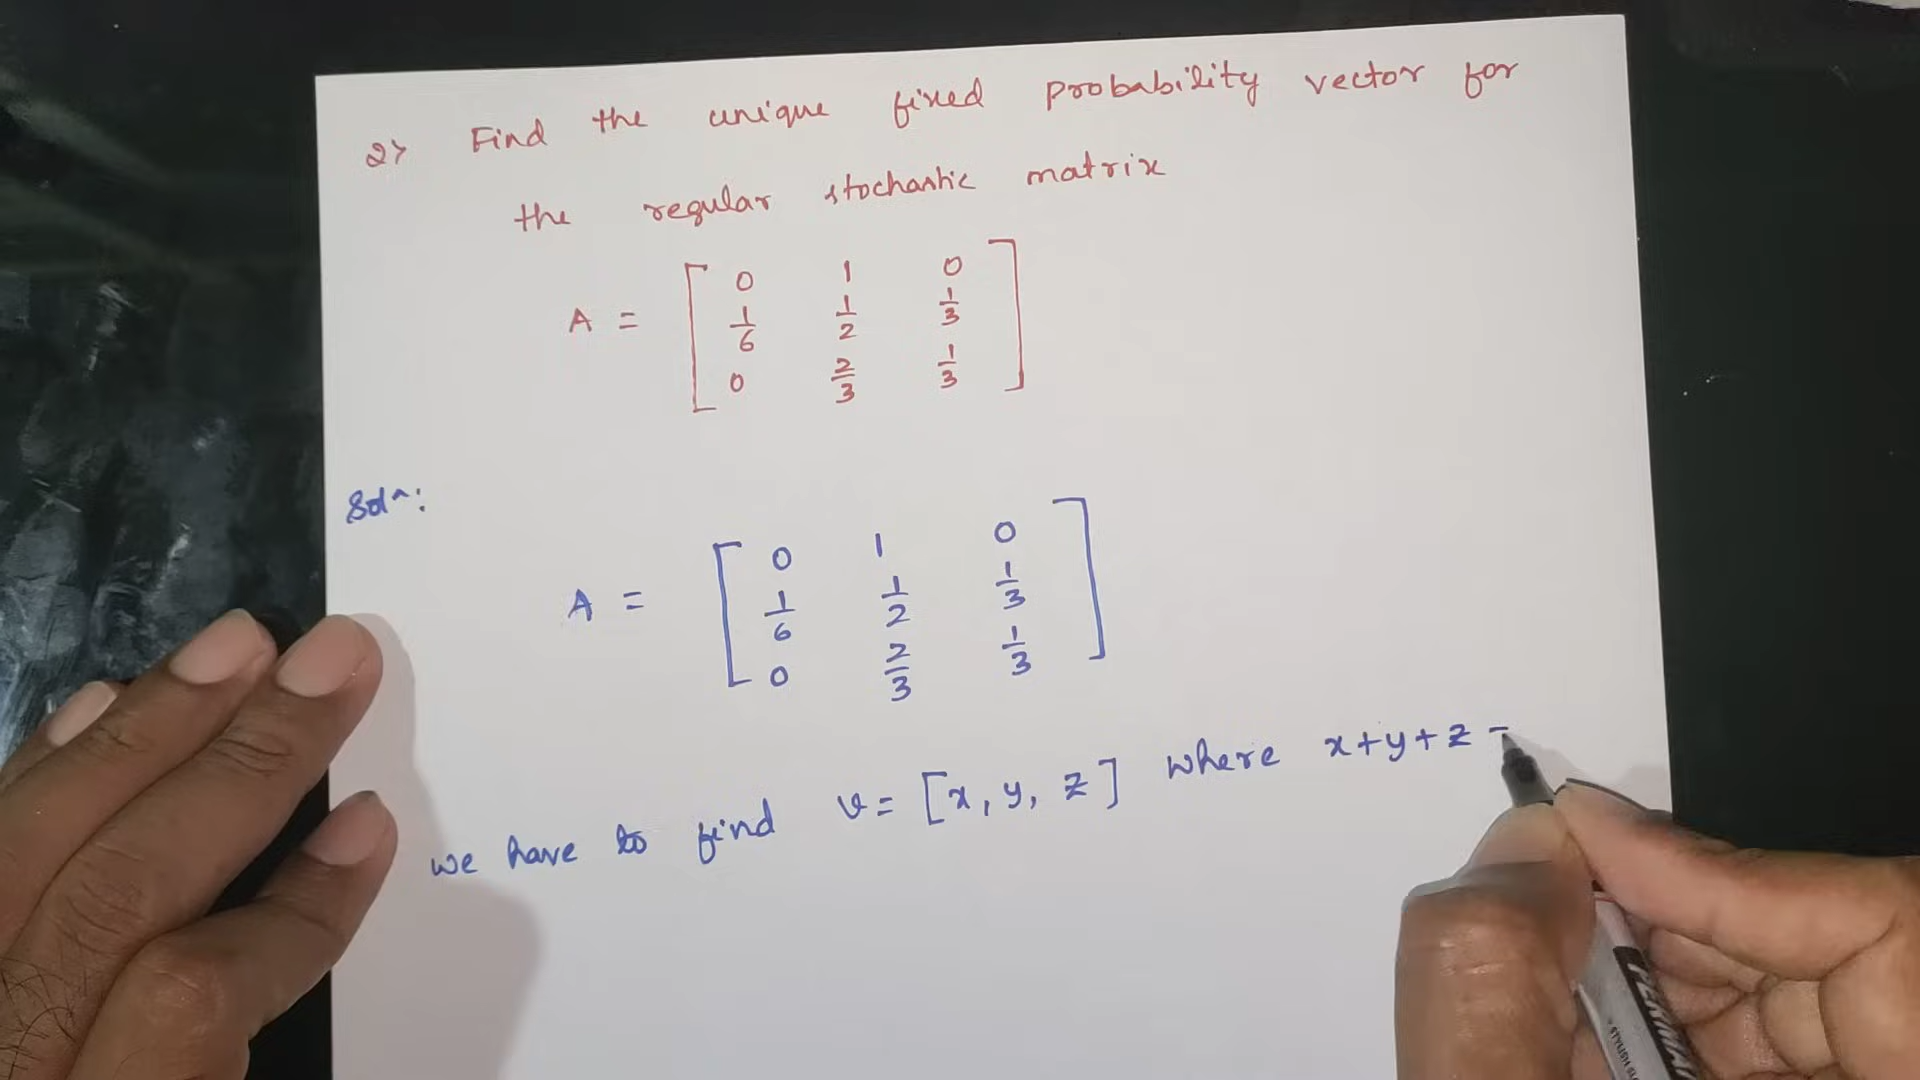 2> Find the unique fixed probability vector for
the regular stochastic matrix
A = [ 0 1 0
1/6 1/2 1/3
0 2/3 1/3 ]
Solⁿ:
A = [ 0 1 0
1/6 1/2 1/3
0 2/3 1/3 ]
we have to find v = [x, y, z] where x+y+z -